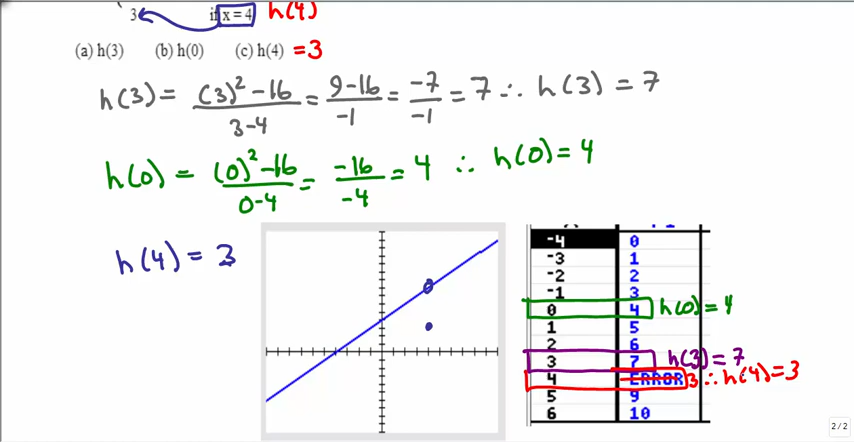 3 if x = 4 h(4)
(a) h(3) (b) h(0) (c) h(4) = 3
h(3) = (3)² - 16 / 3 - 4 = 9 - 16 / -1 = -7 / -1 = 7 ∴ h(3) = 7
h(0) = (0)² - 16 / 0 - 4 = -16 / -4 = 4 ∴ h(0) = 4
h(4) = 3
-4 0
-3 1
-2 2
-1 3
0 4 h(0) = 4
1 5
2 6
3 7 h(3) = 7
4 ERROR 3 ∴ h(4) = 3
5 9
6 10
2 / 2